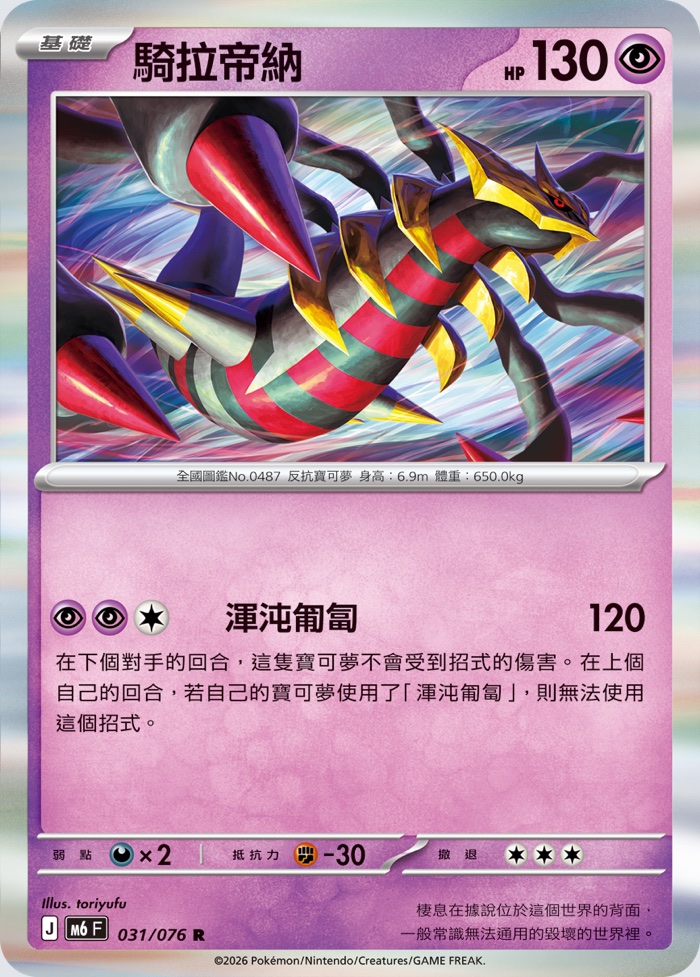 基礎
騎拉帝納
HP 130
全國圖鑑No.0487 反抗寶可夢 身高：6.9m 體重：650.0kg
渾沌匍匐 120
在下個對手的回合，這隻寶可夢不會受到招式的傷害。在上個
自己的回合，若自己的寶可夢使用了「渾沌匍匐」，則無法使用
這個招式。
弱點 ×2 抵抗力 -30 撤退
Illus. toriyufu
棲息在據說位於這個世界的背面，
一般常識無法通用的毀壞的世界裡。
J M6 F 031/076 R
©2026 Pokémon/Nintendo/Creatures/GAME FREAK.